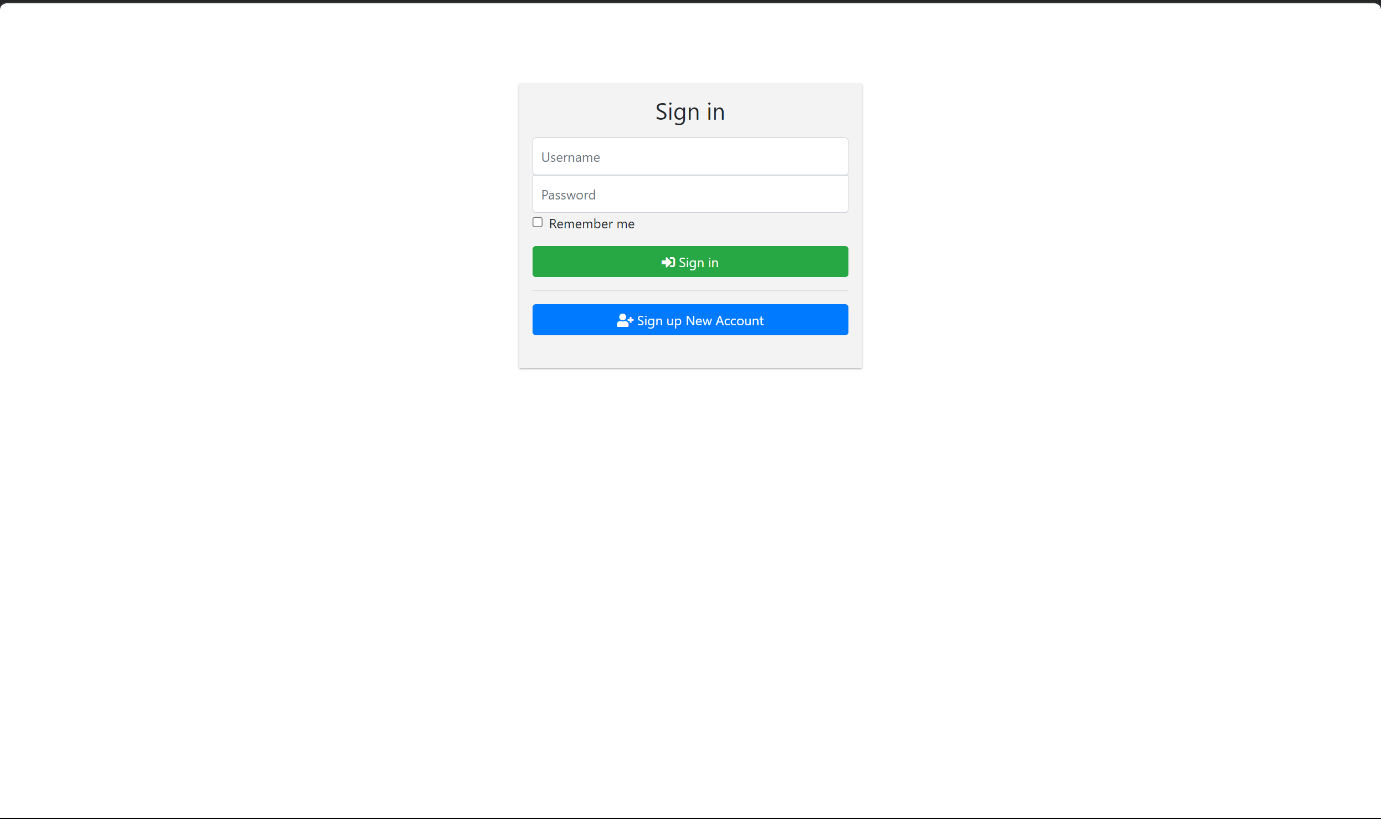 Sign in
Username
Password
Remember me
Sign in
Sign up New Account